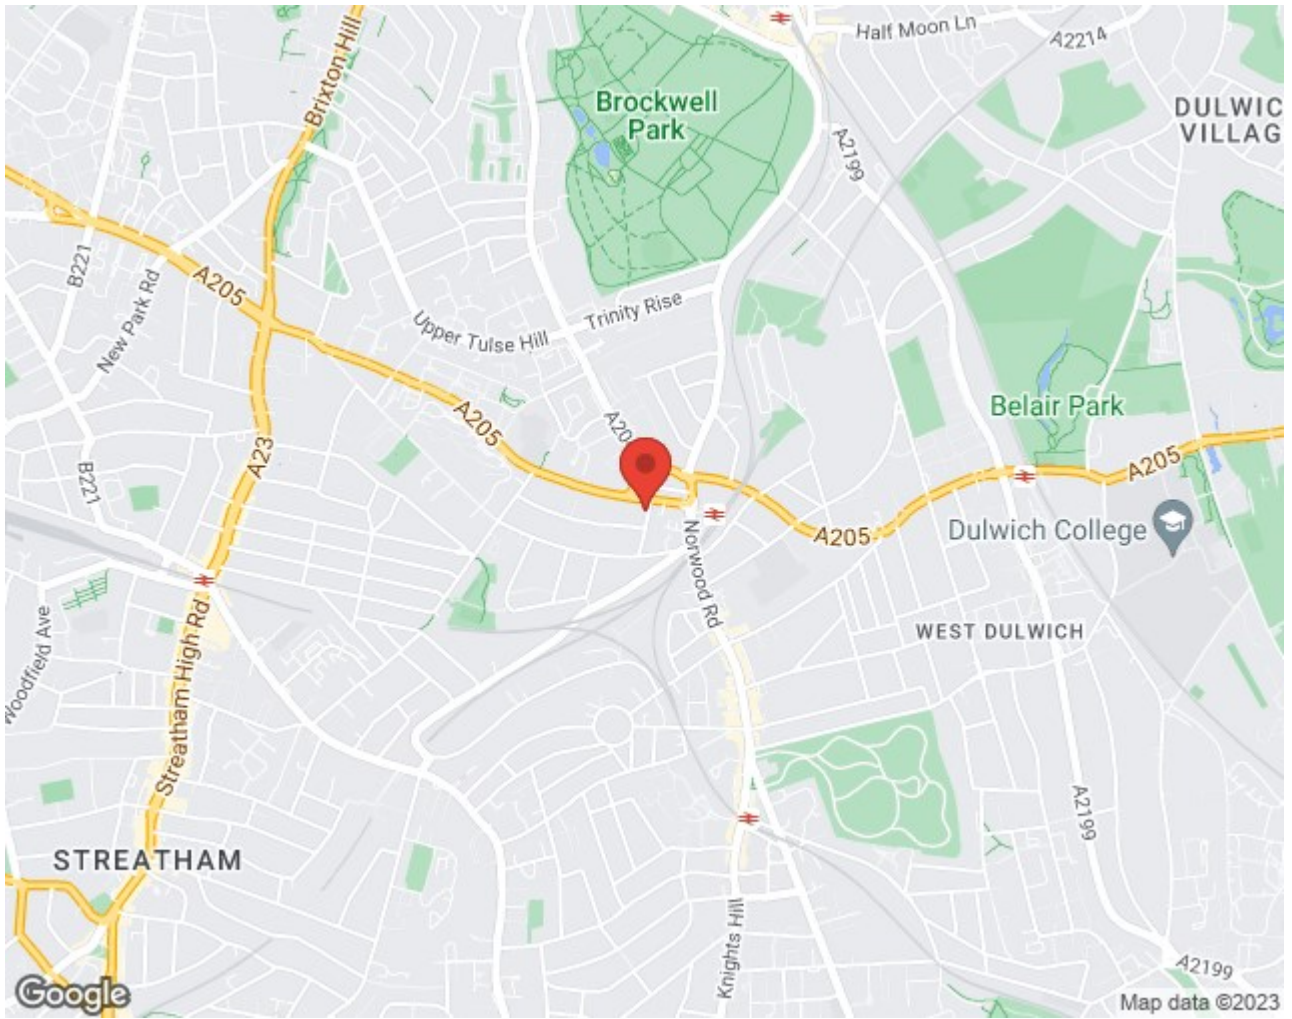 Half Moon Ln
A2214
Brixton Hill
Brockwell
Park
DULWIC
VILLAG
A2199
B221
A205
New Park Rd
Trinity Rise
Upper Tulse Hill
A205
A20
Belair Park
A23
B221
A205
A205
Dulwich College
Norwood Rd
WEST DULWICH
Woodfield Ave
Streatham High Rd
A2199
STREATHAM
Knights Hill
A2199
Google
Map data ©2023